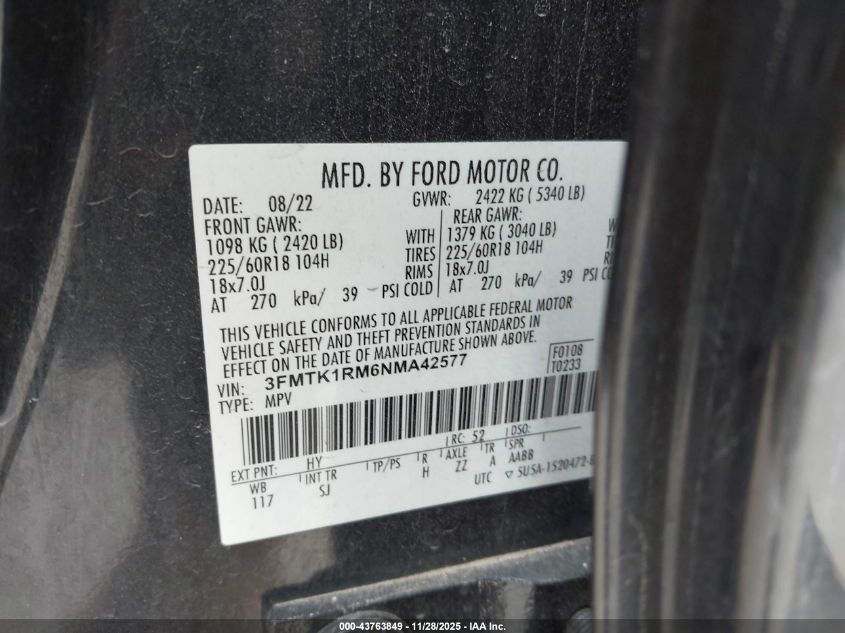 MFD. BY FORD MOTOR CO.
DATE: 08/22 GVWR: 2422 KG ( 5340 LB)
FRONT GAWR: REAR GAWR:
1098 KG ( 2420 LB) WITH 1379 KG ( 3040 LB)
225/60R18 104H TIRES 225/60R18 104H
18x7.0J RIMS 18x7.0J
AT 270 kPa/ 39 PSI COLD AT 270 kPa/ 39 PSI COL
THIS VEHICLE CONFORMS TO ALL APPLICABLE FEDERAL MOTOR
VEHICLE SAFETY AND THEFT PREVENTION STANDARDS IN
EFFECT ON THE DATE OF MANUFACTURE SHOWN ABOVE.
F0108
VIN: 3FMTK1RM6NMA42577 T0233
TYPE: MPV
EXT PNT: HY RC: 52 DSO:
WB INT TR TP/PS R AXLE TR SPR
117 SJ H ZZ A AABB
UTC ▽ 5USA-1520472-
000-43763849 - 11/28/2025 - IAA Inc.